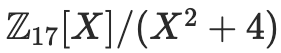 ℤ₁₇[X]/(X² + 4)